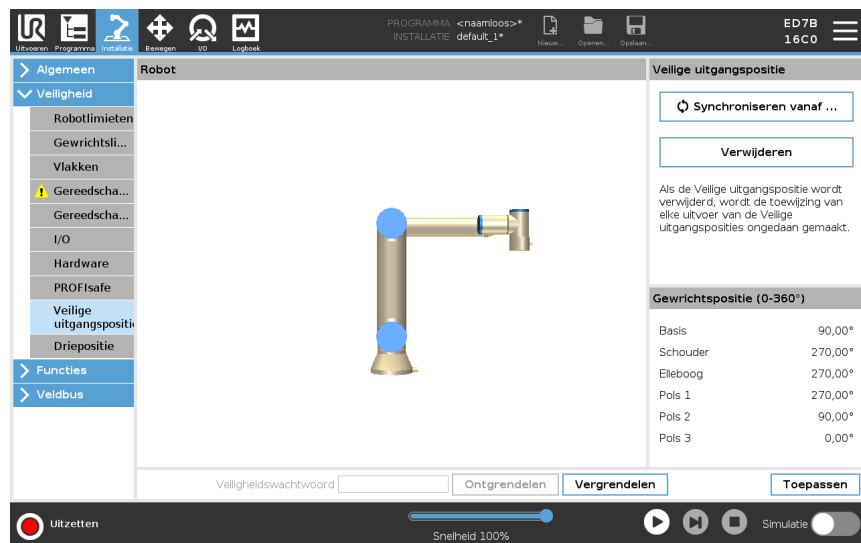 UR
Uitvoeren Programma Installatie Bewegen I/O Logboek
PROGRAMMA <naamloos>*
INSTALLATIE default_1*
Nieuw... Openen... Opslaan...
ED7B
16C0
Algemeen
Veiligheid
Robotlimieten
Gewrichtsli...
Vlakken
Gereedscha...
Gereedscha...
I/O
Hardware
PROFIsafe
Veilige
uitgangspositi
Driepositie
Functies
Veldbus
Robot
Veilige uitgangspositie
Synchroniseren vanaf ...
Verwijderen
Als de Veilige uitgangspositie wordt
verwijderd, wordt de toewijzing van
elke uitvoer van de Veilige
uitgangsposities ongedaan gemaakt.
Gewrichtspositie (0-360°)
Basis 90,00°
Schouder 270,00°
Elleboog 270,00°
Pols 1 270,00°
Pols 2 90,00°
Pols 3 0,00°
Veiligheidswachtwoord Ontgrendelen Vergrendelen Toepassen
Uitzetten
Snelheid 100%
Simulatie